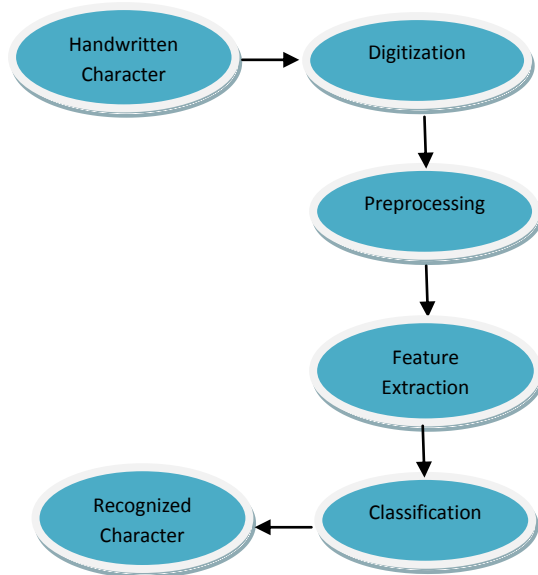 Handwritten
Character
Digitization
Preprocessing
Feature
Extraction
Classification
Recognized
Character